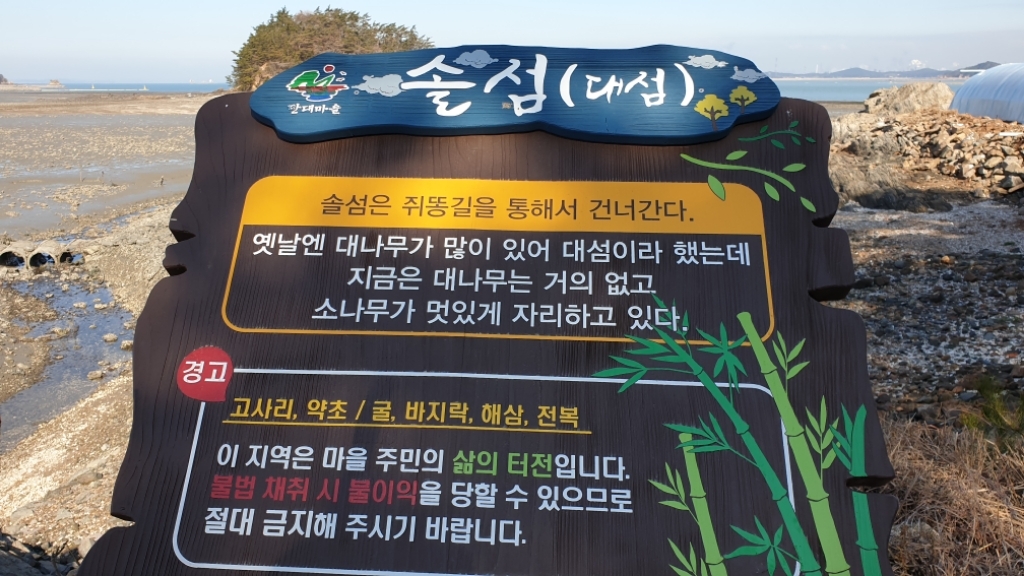 솔섬(대섬)
만대마을
솔섬은 쥐똥길을 통해서 건너간다.
옛날엔 대나무가 많이 있어 대섬이라 했는데
지금은 대나무는 거의 없고
소나무가 멋있게 자리하고 있다.
경고
고사리, 약초 / 굴, 바지락, 해삼, 전복
이 지역은 마을 주민의 삶의 터전입니다.
불법 채취 시 불이익을 당할 수 있으므로
절대 금지해 주시기 바랍니다.